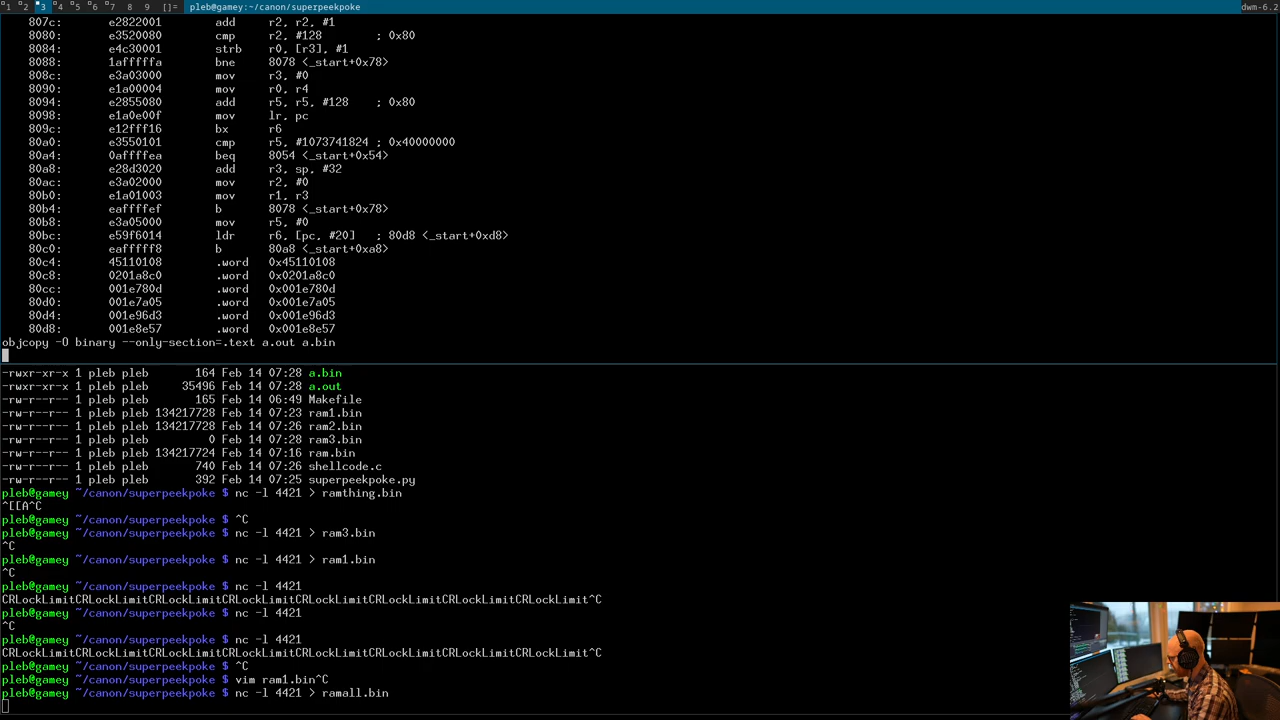 1 2 3 4 5 6 7 8 9 []= pleb@gamey:~/canon/superpeekpoke dwm-6.2
807c: e2822001 add r2, r2, #1
8080: e3520080 cmp r2, #128 ; 0x80
8084: e4c30001 strb r0, [r3], #1
8088: 1afffffa bne 8078 <_start+0x78>
808c: e3a03000 mov r3, #0
8090: e1a00004 mov r0, r4
8094: e2855080 add r5, r5, #128 ; 0x80
8098: e1a0e00f mov lr, pc
809c: e12fff16 bx r6
80a0: e3550101 cmp r5, #1073741824 ; 0x40000000
80a4: 0affffea beq 8054 <_start+0x54>
80a8: e28d3020 add r3, sp, #32
80ac: e3a02000 mov r2, #0
80b0: e1a01003 mov r1, r3
80b4: eaffffef b 8078 <_start+0x78>
80b8: e3a05000 mov r5, #0
80bc: e59f6014 ldr r6, [pc, #20] ; 80d8 <_start+0xd8>
80c0: eafffff8 b 80a8 <_start+0xa8>
80c4: 45110108 .word 0x45110108
80c8: 0201a8c0 .word 0x0201a8c0
80cc: 001e780d .word 0x001e780d
80d0: 001e7a05 .word 0x001e7a05
80d4: 001e96d3 .word 0x001e96d3
80d8: 001e8e57 .word 0x001e8e57
objcopy -O binary --only-section=.text a.out a.bin
-rwxr-xr-x 1 pleb pleb 164 Feb 14 07:28 a.bin
-rwxr-xr-x 1 pleb pleb 35496 Feb 14 07:28 a.out
-rw-r--r-- 1 pleb pleb 165 Feb 14 06:49 Makefile
-rw-r--r-- 1 pleb pleb 134217728 Feb 14 07:23 ram1.bin
-rw-r--r-- 1 pleb pleb 134217728 Feb 14 07:26 ram2.bin
-rw-r--r-- 1 pleb pleb 0 Feb 14 07:28 ram3.bin
-rw-r--r-- 1 pleb pleb 134217724 Feb 14 07:16 ram.bin
-rw-r--r-- 1 pleb pleb 740 Feb 14 07:26 shellcode.c
-rw-r--r-- 1 pleb pleb 392 Feb 14 07:25 superpeekpoke.py
pleb@gamey ~/canon/superpeekpoke $ nc -l 4421 > ramthing.bin
^[[A^C
pleb@gamey ~/canon/superpeekpoke $ ^C
pleb@gamey ~/canon/superpeekpoke $ nc -l 4421 > ram3.bin
^C
pleb@gamey ~/canon/superpeekpoke $ nc -l 4421 > ram1.bin
^C
pleb@gamey ~/canon/superpeekpoke $ nc -l 4421
CRLockLimitCRLockLimitCRLockLimitCRLockLimitCRLockLimitCRLockLimitCRLockLimitCRLockLimit^C
pleb@gamey ~/canon/superpeekpoke $ nc -l 4421
^C
pleb@gamey ~/canon/superpeekpoke $ nc -l 4421
CRLockLimitCRLockLimitCRLockLimitCRLockLimitCRLockLimitCRLockLimitCRLockLimitCRLockLimit^C
pleb@gamey ~/canon/superpeekpoke $ ^C
pleb@gamey ~/canon/superpeekpoke $ vim ram1.bin^C
pleb@gamey ~/canon/superpeekpoke $ nc -l 4421 > ramall.bin